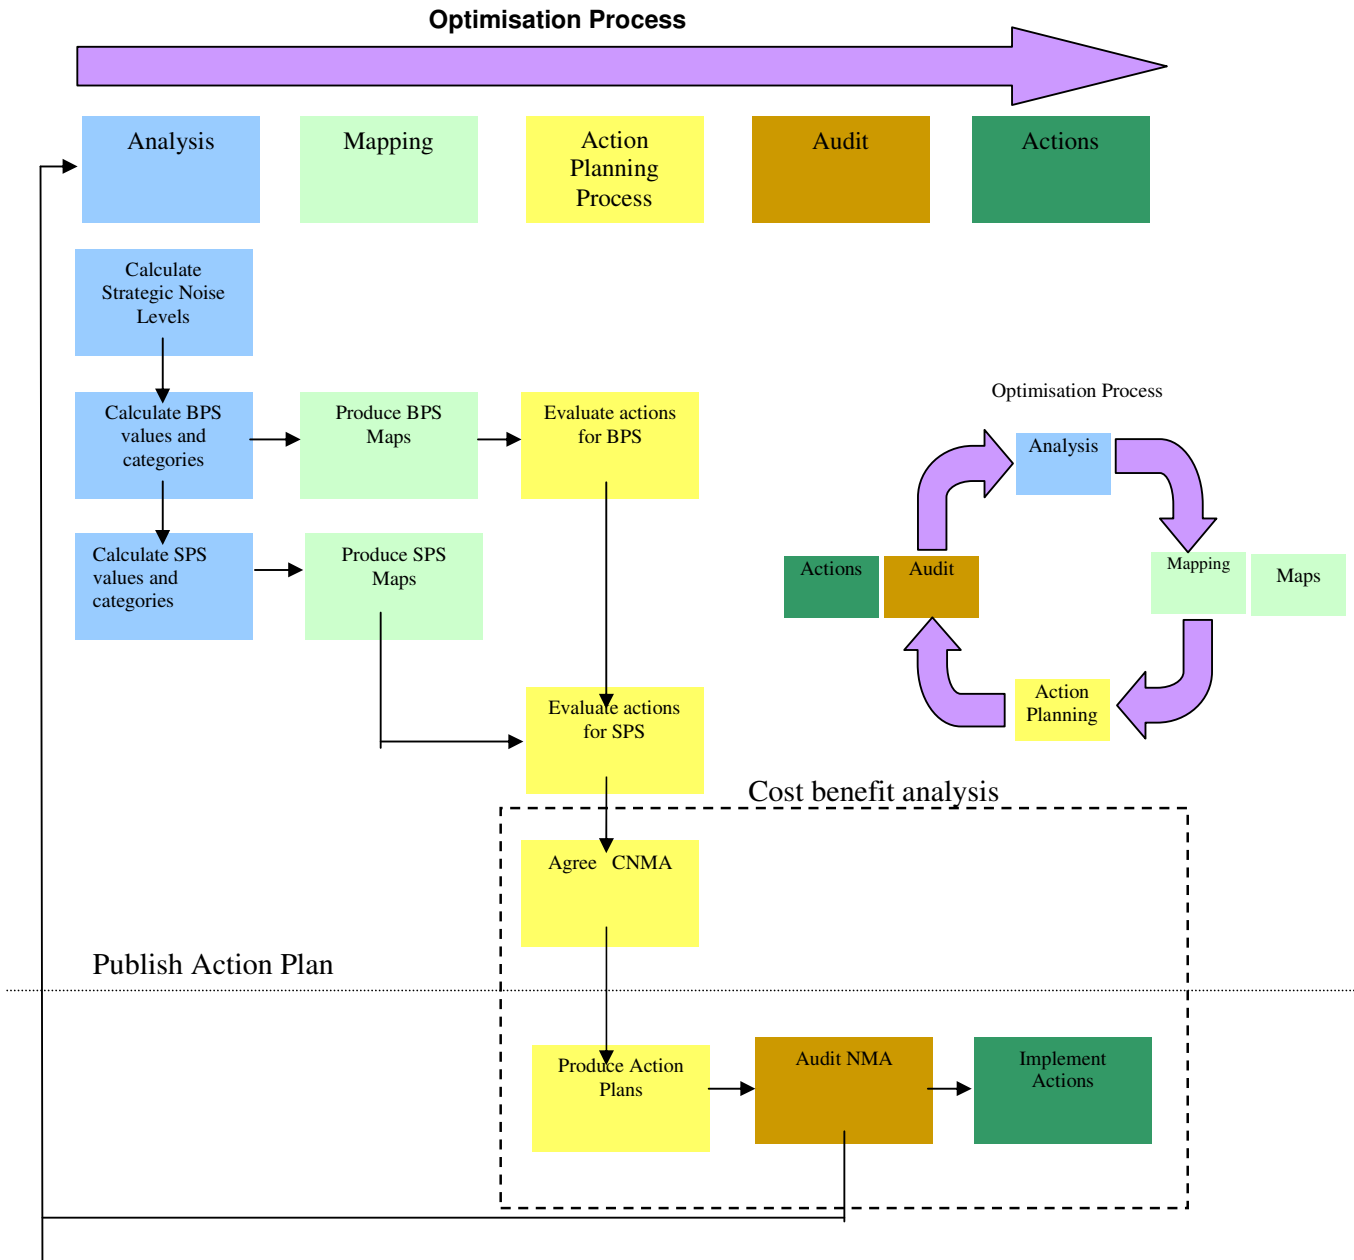 Optimisation Process
Analysis
Mapping
Action
Planning
Process
Audit
Actions
Calculate
Strategic Noise
Levels
Calculate BPS
values and
categories
Produce BPS
Maps
Evaluate actions
for BPS
Calculate SPS
values and
categories
Produce SPS
Maps
Evaluate actions
for SPS
Optimisation Process
Analysis
Actions
Audit
Mapping
Maps
Action
Planning
Cost benefit analysis
Agree CNMA
Publish Action Plan
Produce Action
Plans
Audit NMA
Implement
Actions